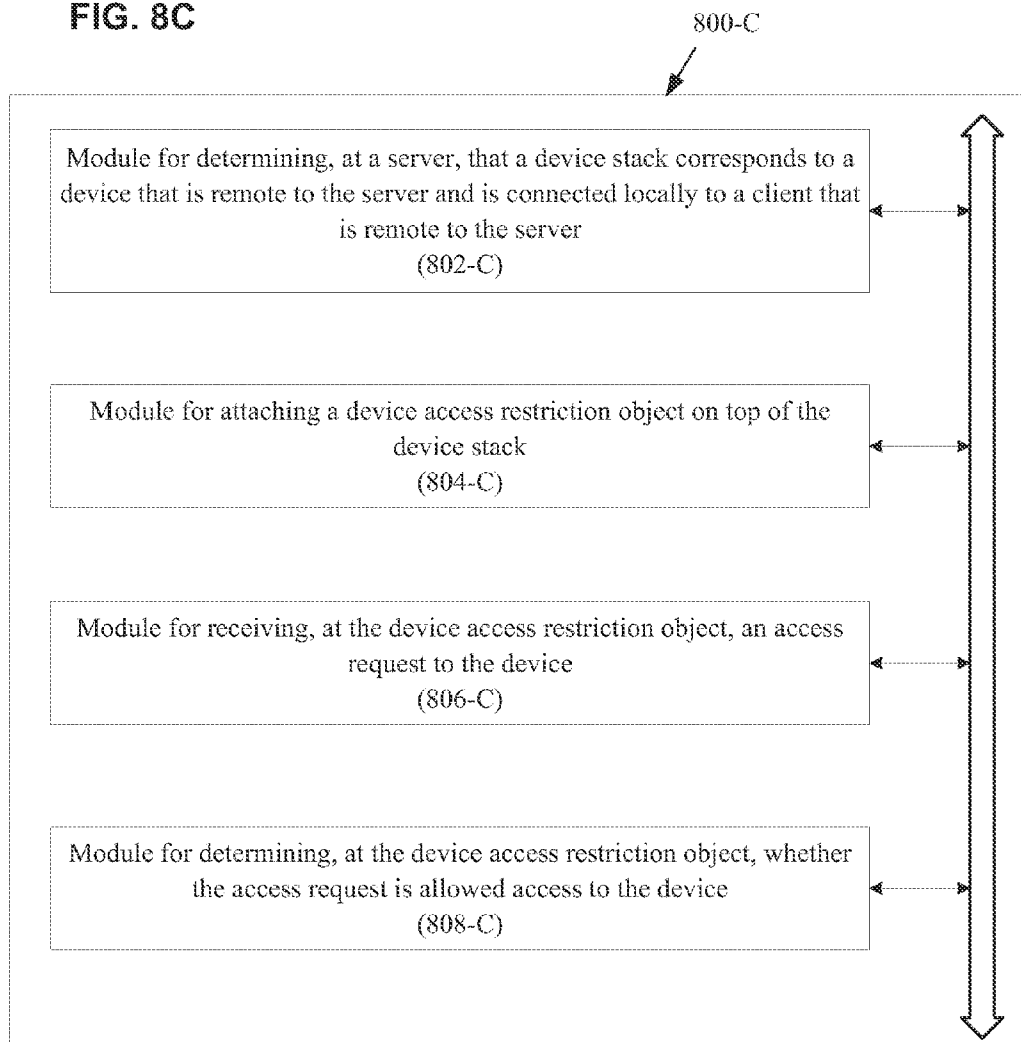 FIG. 8C
800-C
Module for determining, at a server, that a device stack corresponds to a
device that is remote to the server and is connected locally to a client that
is remote to the server
(802-C)
Module for attaching a device access restriction object on top of the
device stack
(804-C)
Module for receiving, at the device access restriction object, an access
request to the device
(806-C)
Module for determining, at the device access restriction object, whether
the access request is allowed access to the device
(808-C)